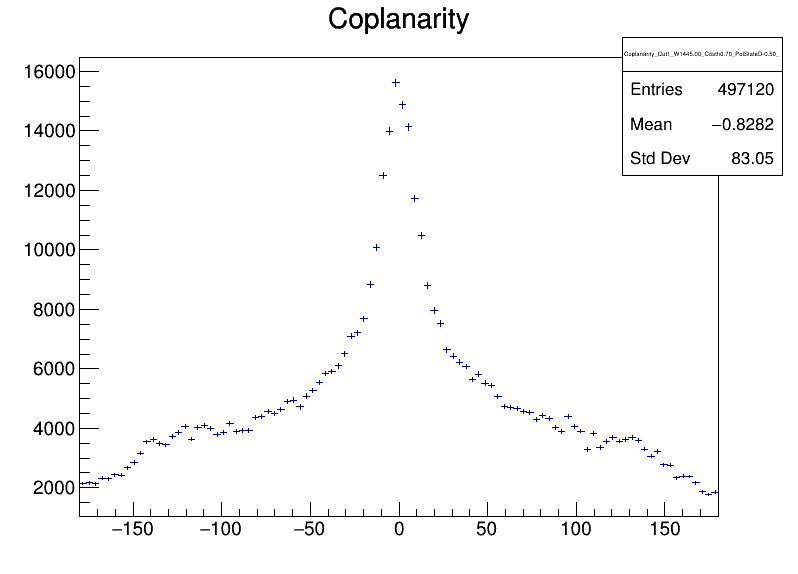 Coplanarity
Coplanarity_Cut1_W1445.00_Costh0.70_PolStateD-0.50_
Entries 497120
Mean −0.8282
Std Dev 83.05
16000
14000
12000
10000
8000
6000
4000
2000
−150 −100 −50 0 50 100 150